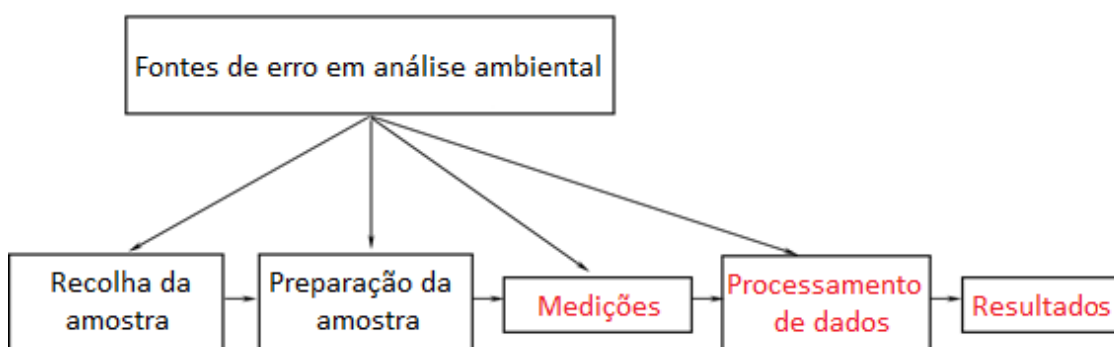 Fontes de erro em análise ambiental
Recolha da
amostra
Preparação da
amostra
Medições
Processamento
de dados
Resultados